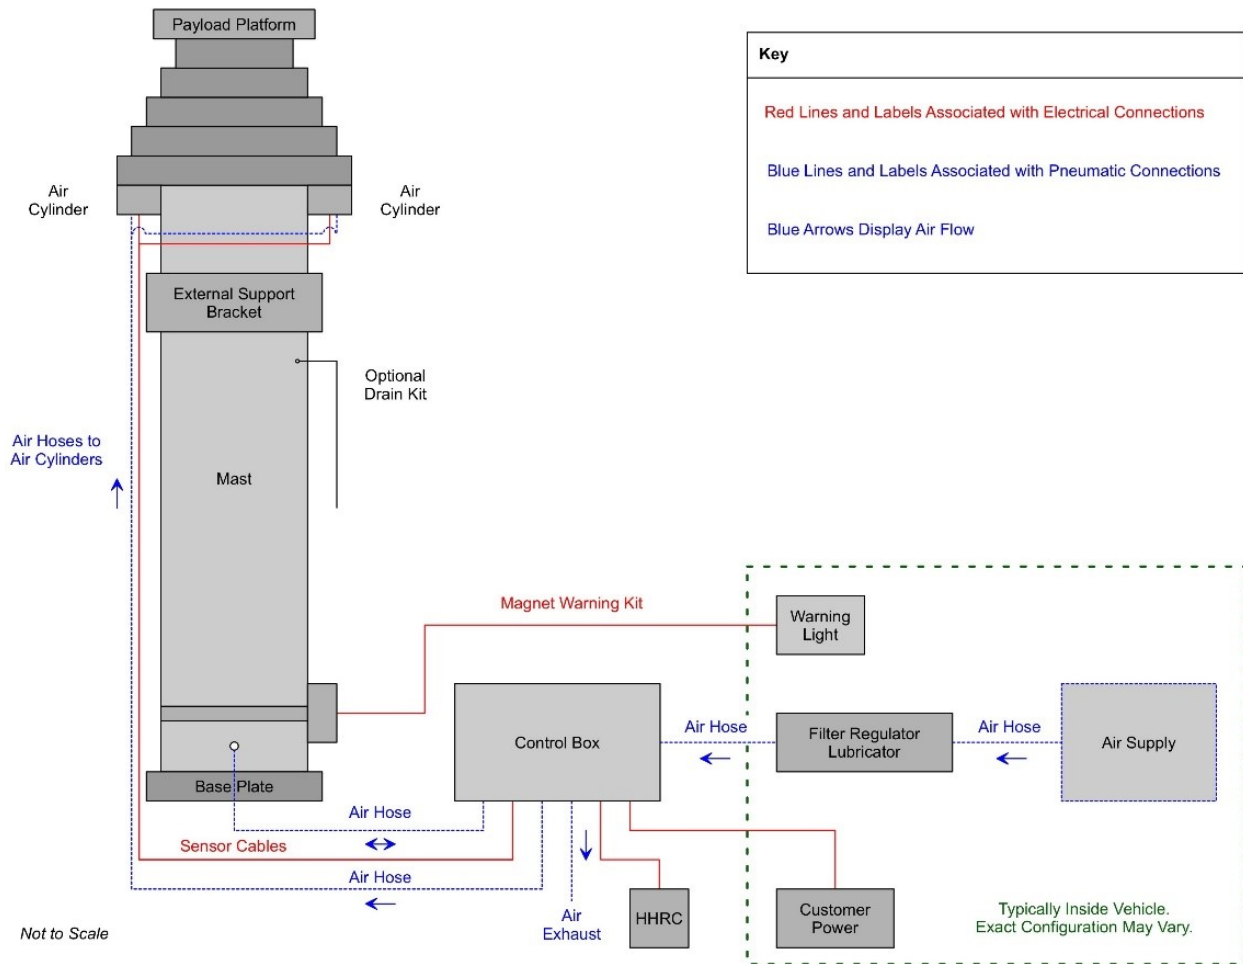 Payload Platform
Key
Red Lines and Labels Associated with Electrical Connections
Blue Lines and Labels Associated with Pneumatic Connections
Blue Arrows Display Air Flow
Air
Cylinder
Air
Cylinder
External Support
Bracket
Optional
Drain Kit
Air Hoses to
Air Cylinders
Mast
Magnet Warning Kit
Warning
Light
Control Box
Air Hose
Filter Regulator
Lubricator
Air Hose
Air Supply
Base Plate
Air Hose
Sensor Cables
Air Hose
Air
Exhaust
HHRC
Customer
Power
Typically Inside Vehicle.
Exact Configuration May Vary.
Not to Scale